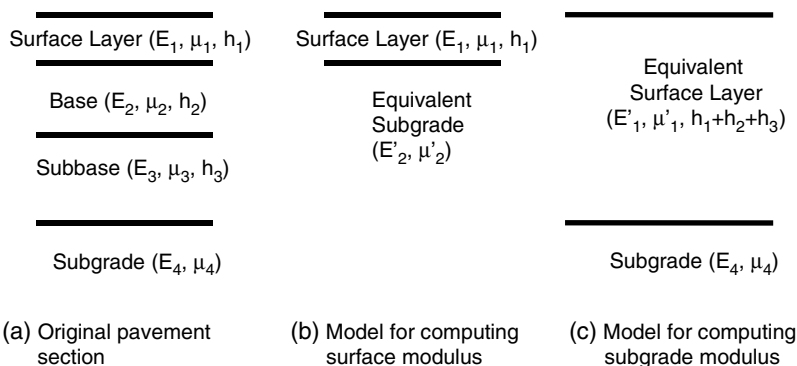 Surface Layer (E₁, μ₁, h₁)
Base (E₂, μ₂, h₂)
Subbase (E₃, μ₃, h₃)
Subgrade (E₄, μ₄)
(a) Original pavement
section
Surface Layer (E₁, μ₁, h₁)
Equivalent
Subgrade
(E'₂, μ'₂)
(b) Model for computing
surface modulus
Equivalent
Surface Layer
(E'₁, μ'₁, h₁+h₂+h₃)
Subgrade (E₄, μ₄)
(c) Model for computing
subgrade modulus